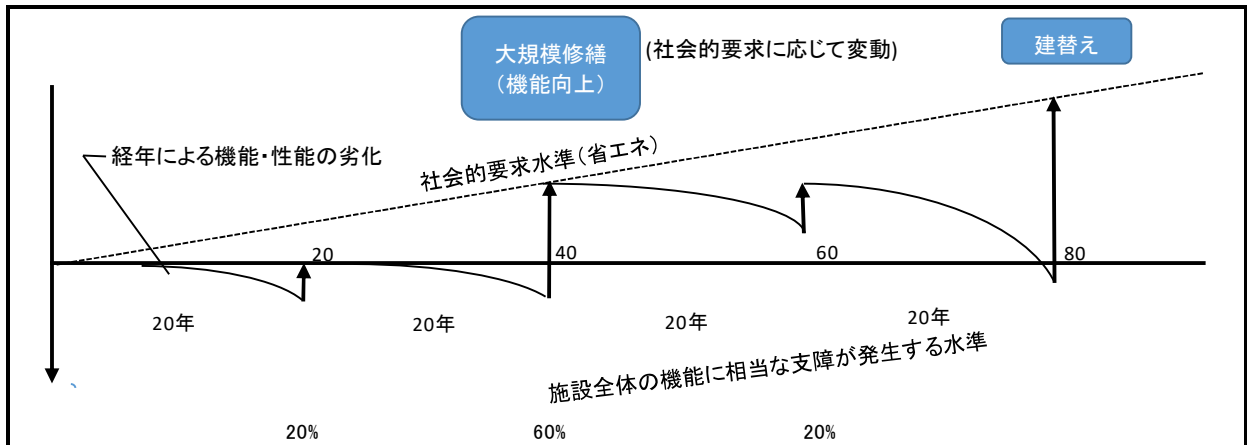 大規模修繕
（機能向上）
(社会的要求に応じて変動)
建替え
経年による機能・性能の劣化
社会的要求水準(省エネ)
20
40
60
80
20年
20年
20年
20年
施設全体の機能に相当な支障が発生する水準
、
20%
60%
20%